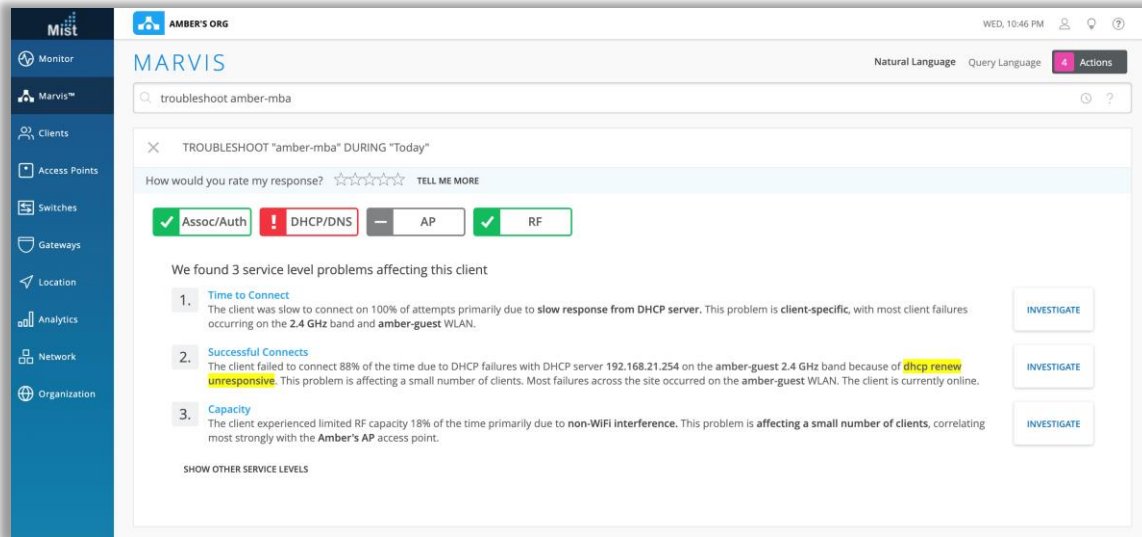 Mist
AMBER'S ORG
WED, 10:46 PM
?
Monitor
Marvis™
Clients
Access Points
Switches
Gateways
Location
Analytics
Network
Organization
MARVIS
Natural Language Query Language 4 Actions
troubleshoot amber-mba
?
TROUBLESHOOT "amber-mba" DURING "Today"
How would you rate my response? TELL ME MORE
Assoc/Auth ! DHCP/DNS AP RF
We found 3 service level problems affecting this client
1. Time to Connect
The client was slow to connect on 100% of attempts primarily due to slow response from DHCP server. This problem is client-specific, with most client failures
occurring on the 2.4 GHz band and amber-guest WLAN.
INVESTIGATE
2. Successful Connects
The client failed to connect 88% of the time due to DHCP failures with DHCP server 192.168.21.254 on the amber-guest 2.4 GHz band because of dhcp renew
unresponsive. This problem is affecting a small number of clients. Most failures across the site occurred on the amber-guest WLAN. The client is currently online.
INVESTIGATE
3. Capacity
The client experienced limited RF capacity 18% of the time primarily due to non-WiFi interference. This problem is affecting a small number of clients, correlating
most strongly with the Amber's AP access point.
INVESTIGATE
SHOW OTHER SERVICE LEVELS